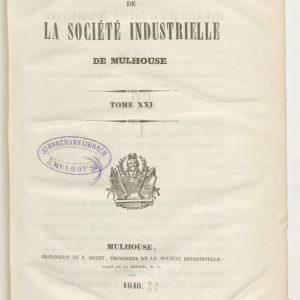 DE
LA SOCIÉTÉ INDUSTRIELLE
DE MULHOUSE.
TOME XXI.
MULHOUSE,
IMPRIMERIE DE P. BARET, IMPRIMEUR DE LA SOCIÉTÉ INDUSTRIELLE;
1848.